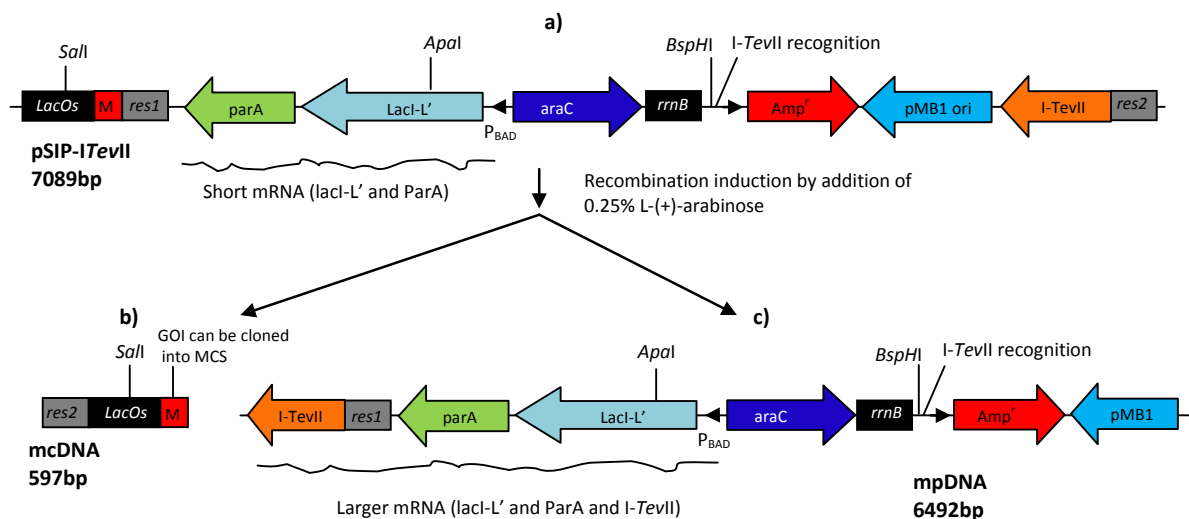 a)
SalI
ApaI
BspHI
I-TevII recognition
LacOs
M
res1
parA
LacI-L'
araC
rrnB
Ampr
pMB1 ori
I-TevII
res2
PBAD
pSIP-ITevII
7089bp
Short mRNA (lacI-L' and ParA)
Recombination induction by addition of
0.25% L-(+)-arabinose
b)
GOI can be cloned
into MCS
SalI
res2
LacOs
M
mcDNA
597bp
c)
ApaI
BspHI
I-TevII recognition
I-TevII
res1
parA
LacI-L'
araC
rrnB
Ampr
pMB1
PBAD
Larger mRNA (lacI-L' and ParA and I-TevII)
mpDNA
6492bp